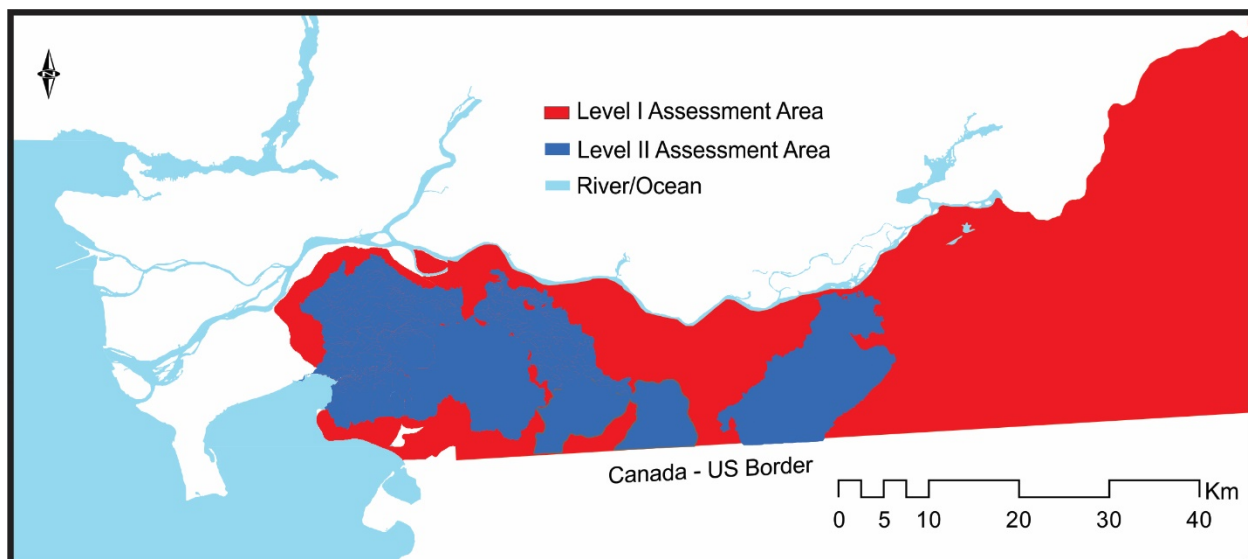 N
Level I Assessment Area
Level II Assessment Area
River/Ocean
Canada - US Border
Km
0 5 10 20 30 40